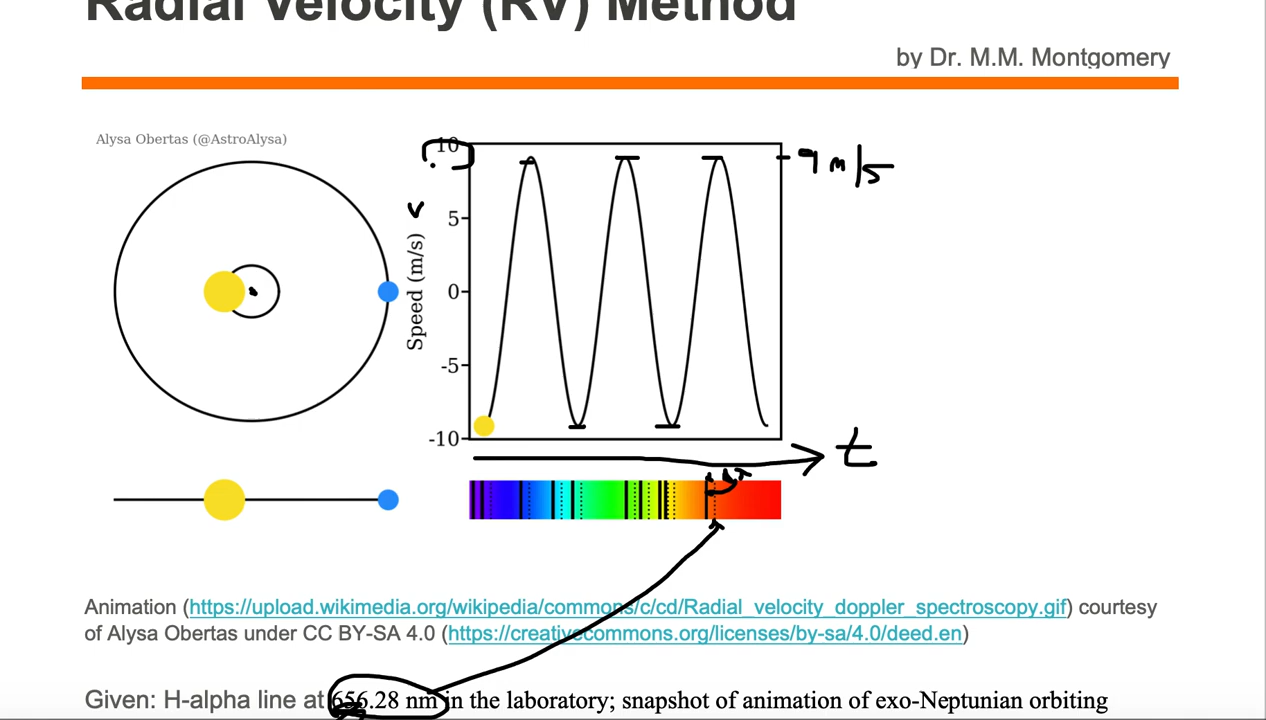 Radial Velocity (RV) Method
by Dr. M.M. Montgomery
Alysa Obertas (@AstroAlysa)
10
9 m/s
v
5
Speed (m/s)
0
-5
-10
t
Animation (https://upload.wikimedia.org/wikipedia/commons/c/cd/Radial_velocity_doppler_spectroscopy.gif) courtesy
of Alysa Obertas under CC BY-SA 4.0 (https://creativecommons.org/licenses/by-sa/4.0/deed.en)
Given: H-alpha line at 656.28 nm in the laboratory; snapshot of animation of exo-Neptunian orbiting